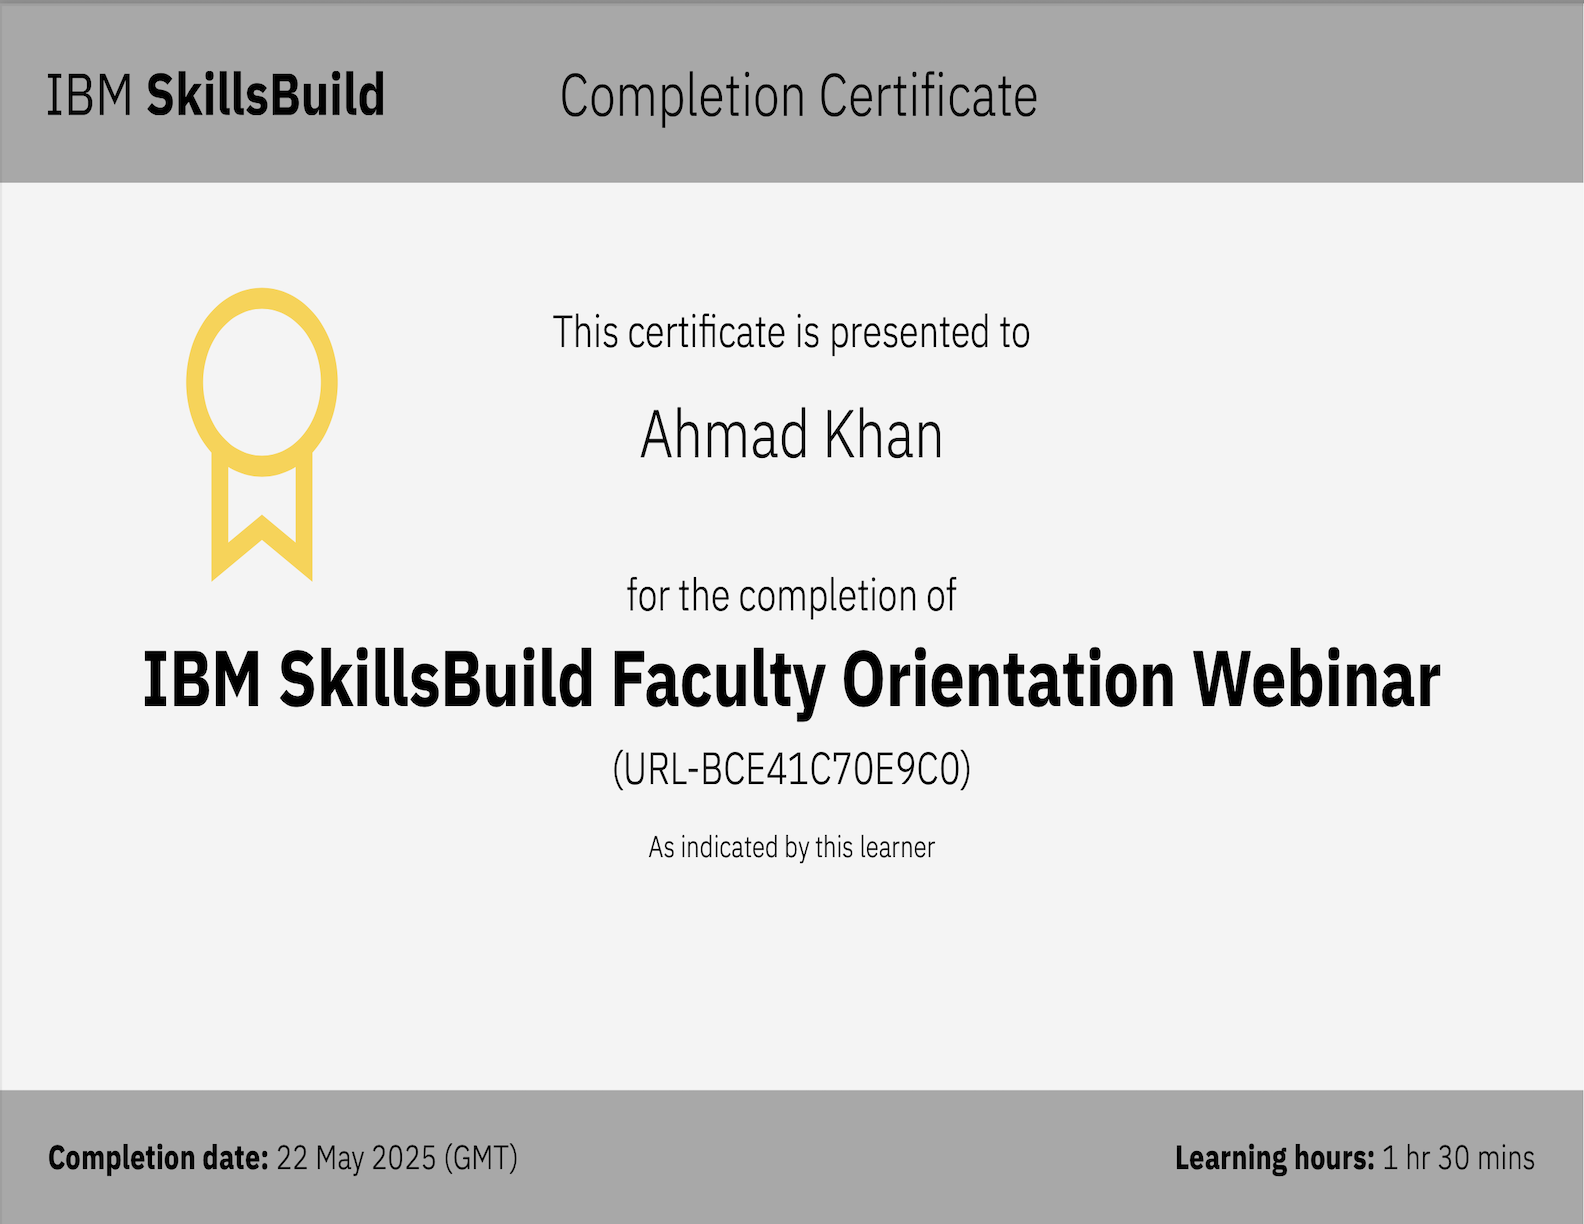 IBM SkillsBuild
Completion Certificate
This certificate is presented to
Ahmad Khan
for the completion of
IBM SkillsBuild Faculty Orientation Webinar
(URL-BCE41C70E9C0)
As indicated by this learner
Completion date: 22 May 2025 (GMT)
Learning hours: 1 hr 30 mins